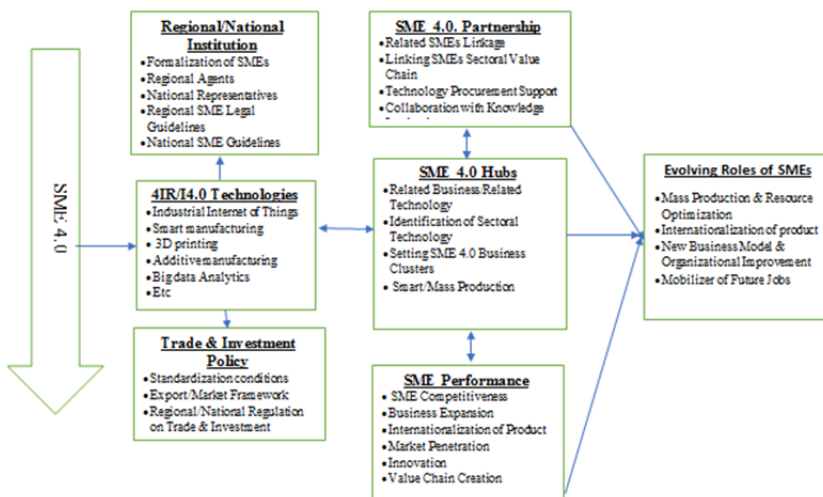 SME 4.0
Regional/National
Institution
•Formalization of SMEs
•Regional Agents
•National Representatives
•Regional SME Legal
Guidelines
•National SME Guidelines
4IR/I4.0 Technologies
•Industrial Internet of Things
•Smart manufacturing
•3D printing
•Additive manufacturing
•Big data Analytics
•Etc
Trade & Investment
Policy
•Standardization conditions
•Export/Market Framework
•Regional/National Regulation
on Trade & Investment
SME 4.0. Partnership
•Related SMEs Linkage
•Linking SMEs Sectoral Value
Chain
•Technology Procurement Support
•Collaboration with Knowledge
SME 4.0 Hubs
•Related Business/Related
Technology
•Identification of Sectoral
Technology
•Setting SME 4.0 Business
Clusters
•Smart/Mass Production
SME Performance
•SME Competitiveness
•Business Expansion
•Internationalization of Product
•Market Penetration
•Innovation
•Value Chain Creation
Evolving Roles of SMEs
•Mass Production & Resource
Optimization
•Internationalization of product
•New Business Model &
Organizational Improvement
•Mobilizer of Future Jobs